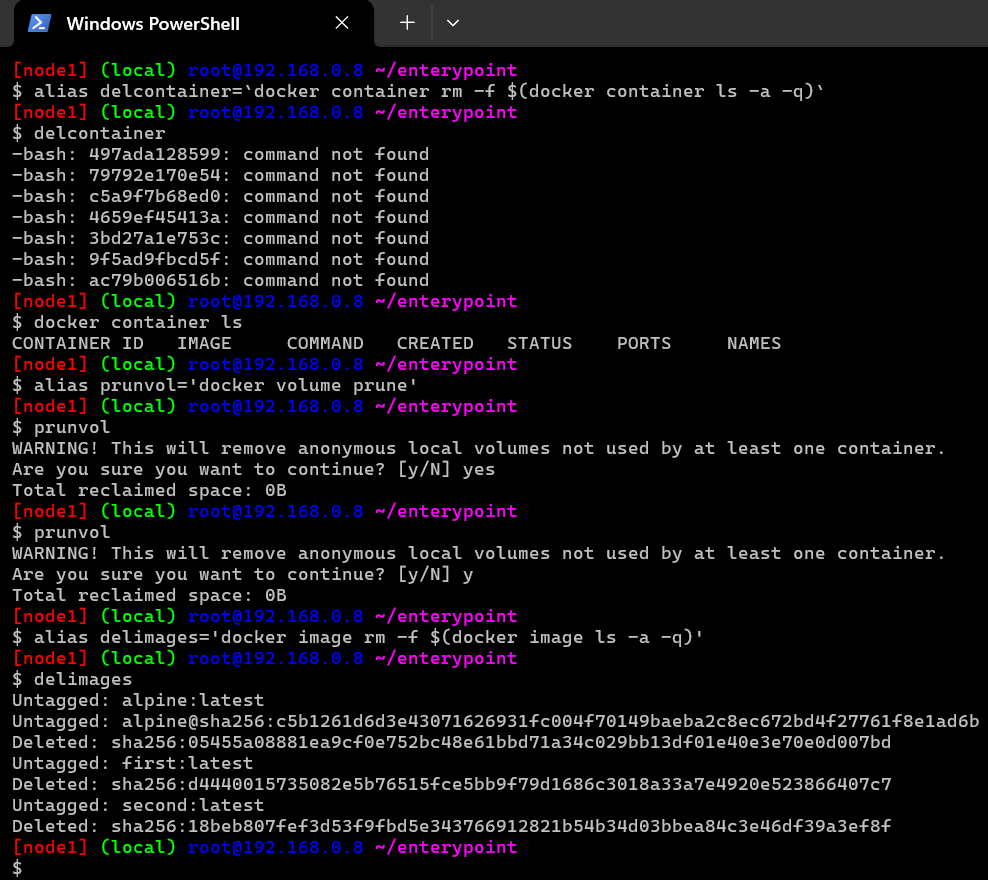 Windows PowerShell
[node1] (local) root@192.168.0.8 ~/enterypoint
$ alias delcontainer=`docker container rm -f $(docker container ls -a -q)`
[node1] (local) root@192.168.0.8 ~/enterypoint
$ delcontainer
-bash: 497ada128599: command not found
-bash: 79792e170e54: command not found
-bash: c5a9f7b68ed0: command not found
-bash: 4659ef45413a: command not found
-bash: 3bd27a1e753c: command not found
-bash: 9f5ad9fbcd5f: command not found
-bash: ac79b006516b: command not found
[node1] (local) root@192.168.0.8 ~/enterypoint
$ docker container ls
CONTAINER ID   IMAGE     COMMAND   CREATED   STATUS    PORTS     NAMES
[node1] (local) root@192.168.0.8 ~/enterypoint
$ alias prunvol='docker volume prune'
[node1] (local) root@192.168.0.8 ~/enterypoint
$ prunvol
WARNING! This will remove anonymous local volumes not used by at least one container.
Are you sure you want to continue? [y/N] yes
Total reclaimed space: 0B
[node1] (local) root@192.168.0.8 ~/enterypoint
$ prunvol
WARNING! This will remove anonymous local volumes not used by at least one container.
Are you sure you want to continue? [y/N] y
Total reclaimed space: 0B
[node1] (local) root@192.168.0.8 ~/enterypoint
$ alias delimages='docker image rm -f $(docker image ls -a -q)'
[node1] (local) root@192.168.0.8 ~/enterypoint
$ delimages
Untagged: alpine:latest
Untagged: alpine@sha256:c5b1261d6d3e43071626931fc004f70149baeba2c8ec672bd4f27761f8e1ad6b
Deleted: sha256:05455a08881ea9cf0e752bc48e61bbd71a34c029bb13df01e40e3e70e0d007bd
Untagged: first:latest
Deleted: sha256:d4440015735082e5b76515fce5bb9f79d1686c3018a33a7e4920e523866407c7
Untagged: second:latest
Deleted: sha256:18beb807fef3d53f9fbd5e343766912821b54b34d03bbea84c3e46df39a3ef8f
[node1] (local) root@192.168.0.8 ~/enterypoint
$